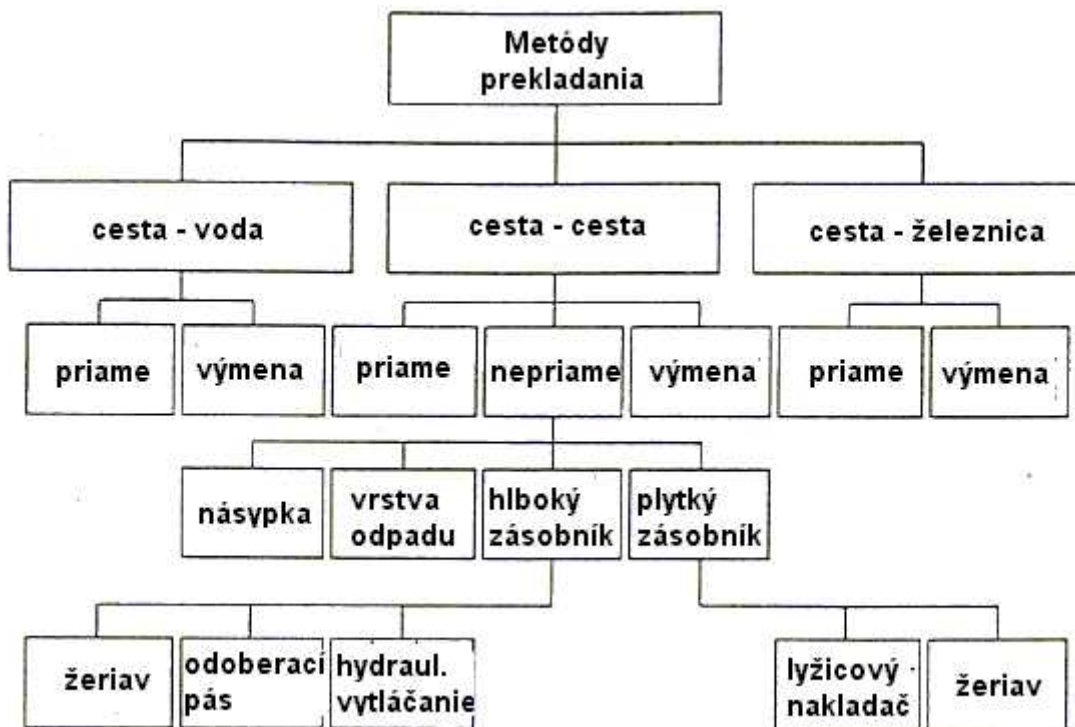 Metódy
prekladania
cesta - voda
cesta - cesta
cesta - železnica
priame
výmena
priame
nepriame
výmena
priame
výmena
násypka
vrstva
odpadu
hlboký
zásobník
plytký
zásobník
žeriav
odoberací
pás
hydraul.
vytláčanie
lyžicový
nakladač
žeriav